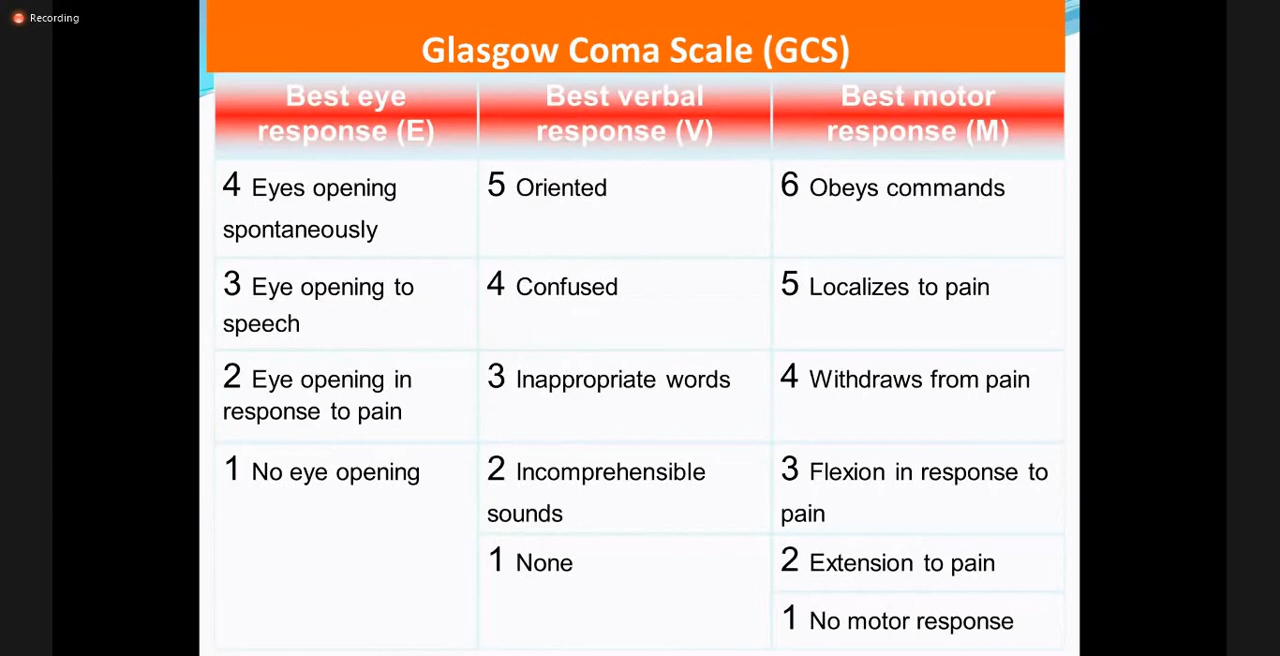 Recording
Glasgow Coma Scale (GCS)
Best eye
response (E)
Best verbal
response (V)
Best motor
response (M)
4 Eyes opening
spontaneously
5 Oriented
6 Obeys commands
3 Eye opening to
speech
4 Confused
5 Localizes to pain
2 Eye opening in
response to pain
3 Inappropriate words
4 Withdraws from pain
1 No eye opening
2 Incomprehensible
sounds
3 Flexion in response to
pain
1 None
2 Extension to pain
1 No motor response